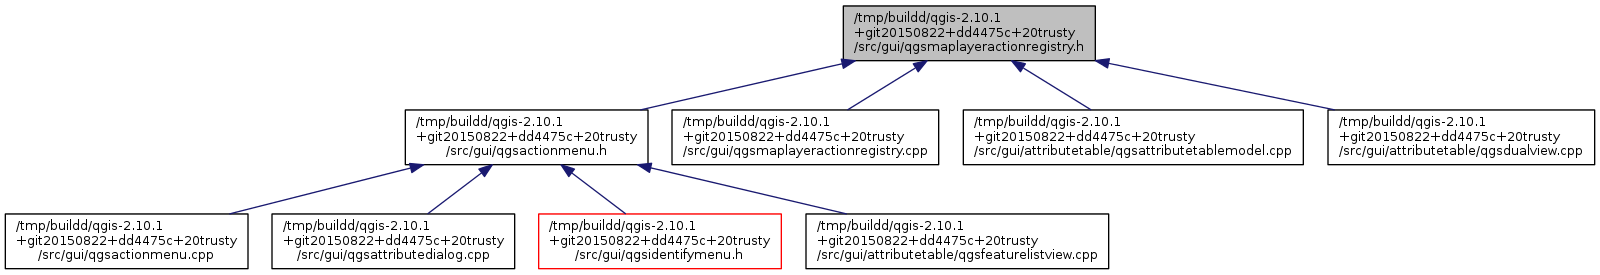 /tmp/buildd/qgis-2.10.1
+git20150822+dd4475c+20trusty
/src/gui/qgsmaplayeractionregistry.h
/tmp/buildd/qgis-2.10.1
+git20150822+dd4475c+20trusty
/src/gui/qgsactionmenu.h
/tmp/buildd/qgis-2.10.1
+git20150822+dd4475c+20trusty
/src/gui/qgsmaplayeractionregistry.cpp
/tmp/buildd/qgis-2.10.1
+git20150822+dd4475c+20trusty
/src/gui/attributetable/qgsattributetablemodel.cpp
/tmp/buildd/qgis-2.10.1
+git20150822+dd4475c+20trusty
/src/gui/attributetable/qgsdualview.cpp
/tmp/buildd/qgis-2.10.1
+git20150822+dd4475c+20trusty
/src/gui/qgsactionmenu.cpp
/tmp/buildd/qgis-2.10.1
+git20150822+dd4475c+20trusty
/src/gui/qgsattributedialog.cpp
/tmp/buildd/qgis-2.10.1
+git20150822+dd4475c+20trusty
/src/gui/qgsidentifymenu.h
/tmp/buildd/qgis-2.10.1
+git20150822+dd4475c+20trusty
/src/gui/attributetable/qgsfeaturelistview.cpp